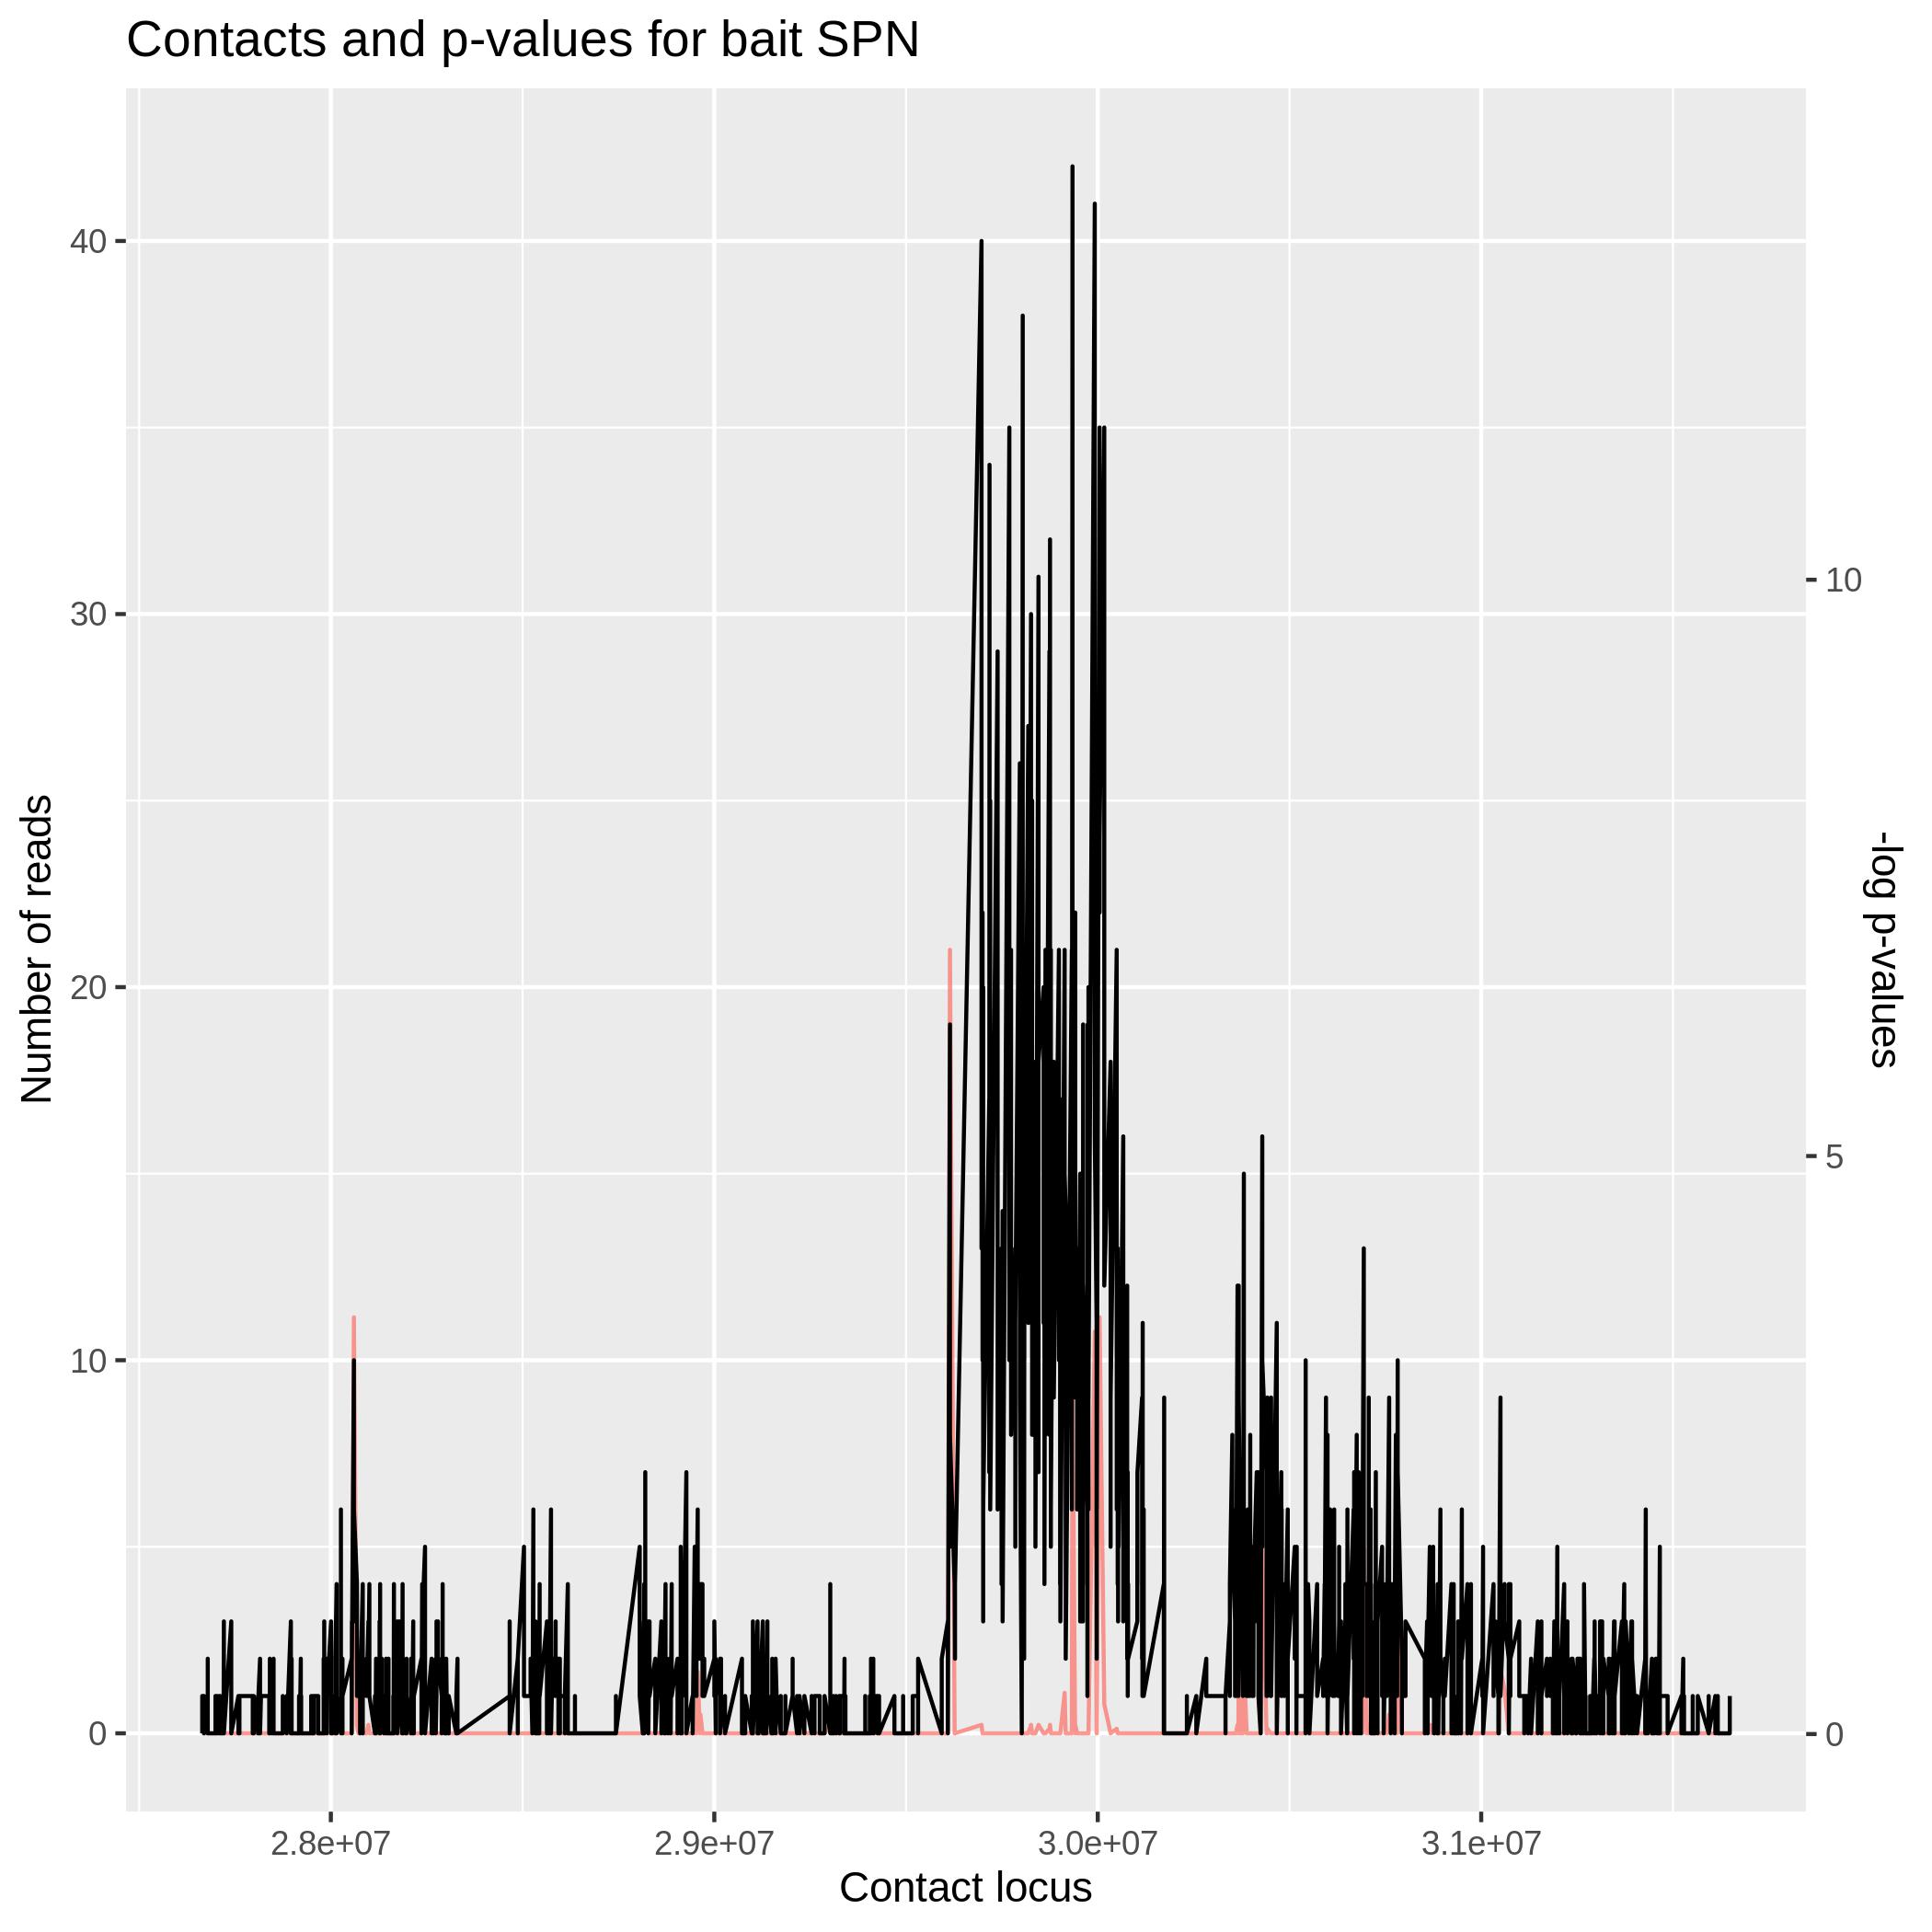 Contacts and p-values for bait SPN
40
30
20
10
0
Number of reads
10
5
0
-log p-values
2.8e+07
2.9e+07
3.0e+07
3.1e+07
Contact locus